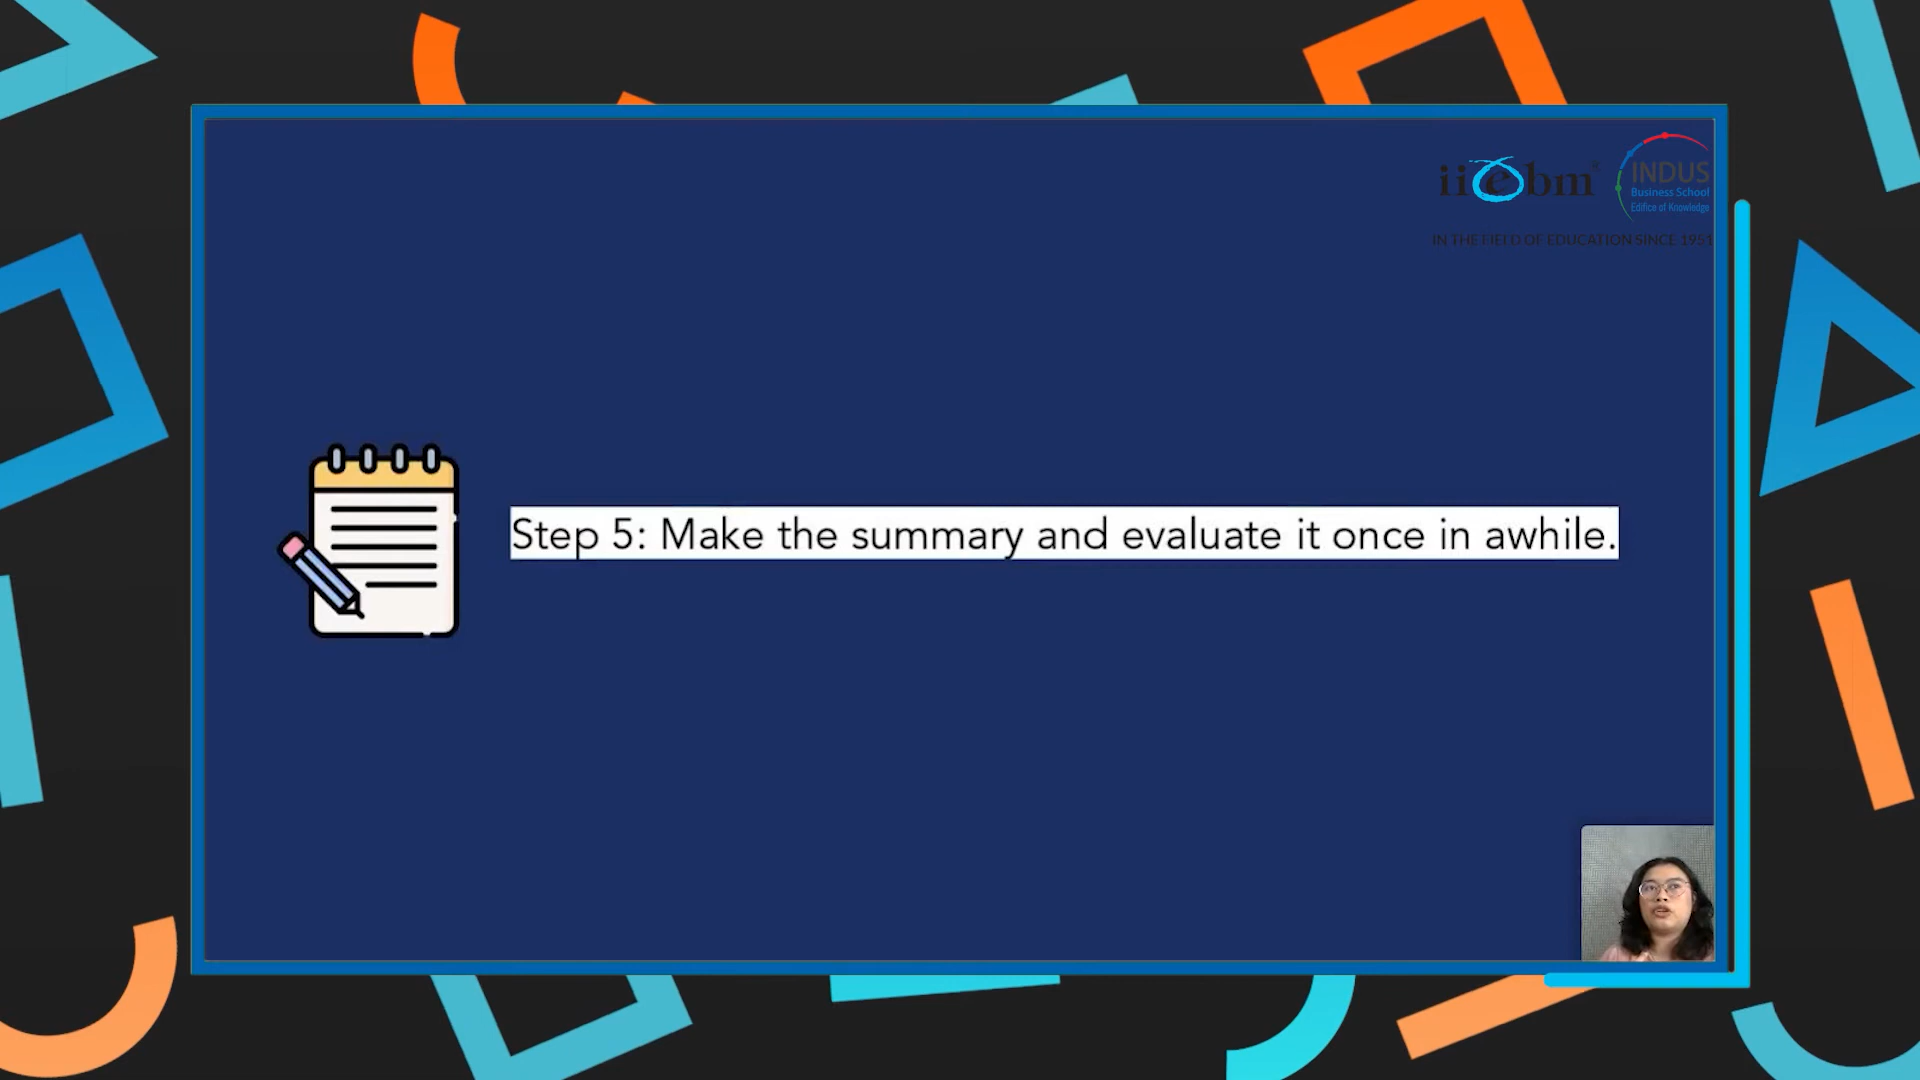 iiebm®
INDUS
Business School
Edifice of Knowledge
IN THE FIELD OF EDUCATION SINCE 1951
Step 5: Make the summary and evaluate it once in awhile.